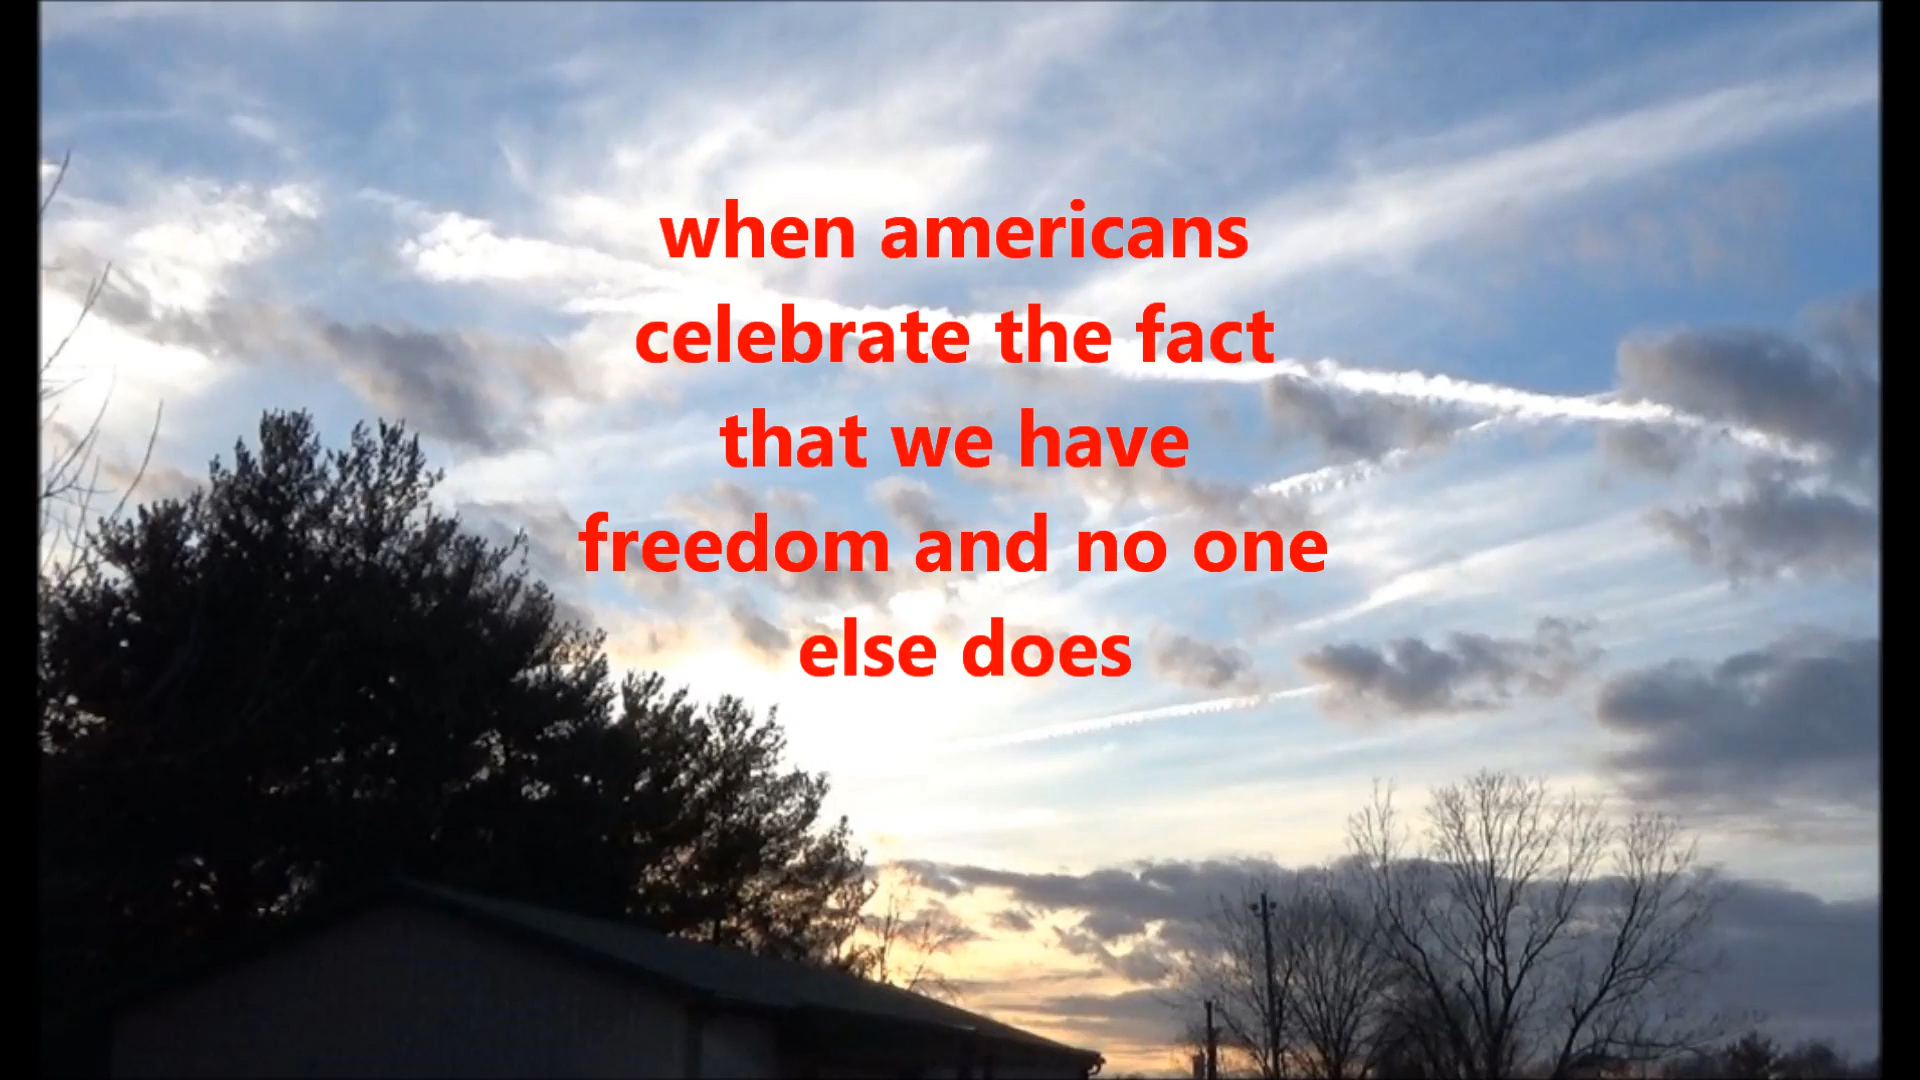 when americans
celebrate the fact
that we have
freedom and no one
else does